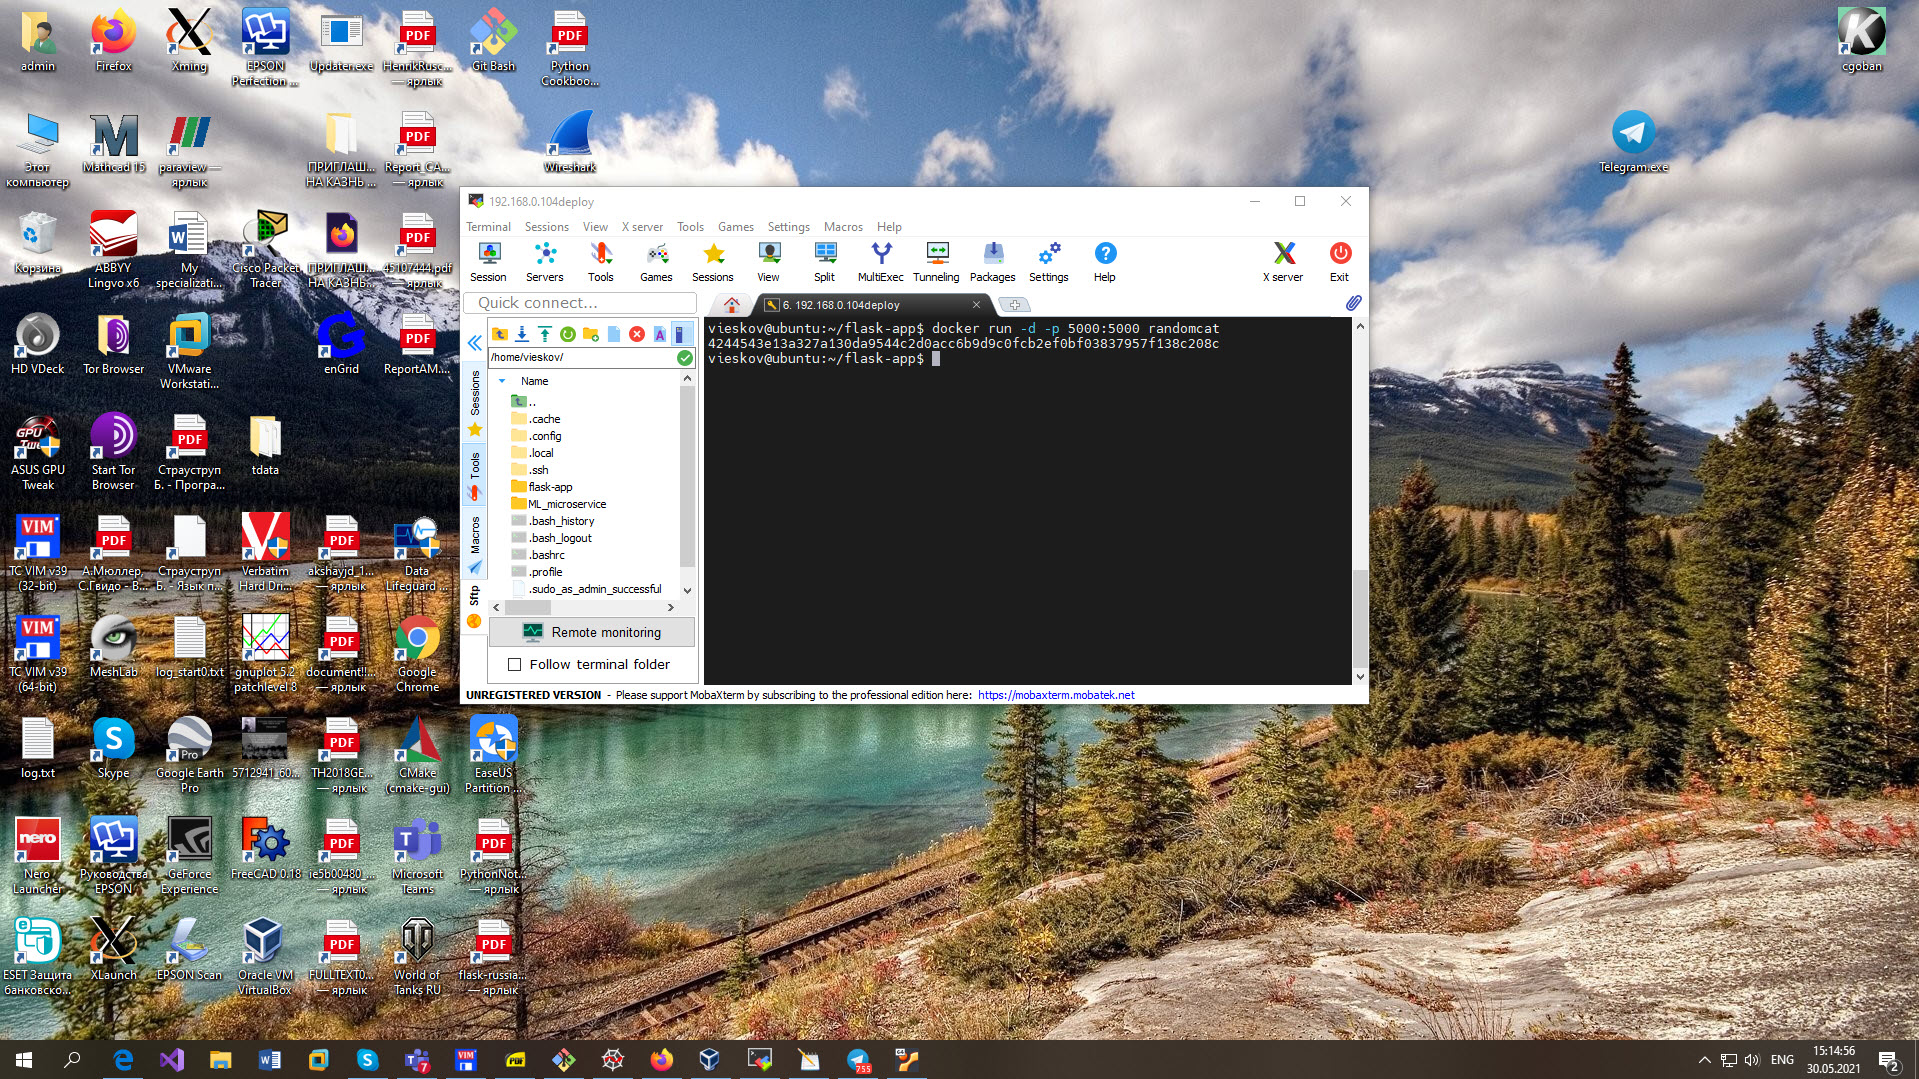 admin
Firefox
Xming
EPSON
Perfection ...
Updater.exe
HenrikRusc...
— ярлык
Git Bash
Python
Cookboo...
cgoban
Этот
компьютер
Mathcad 15
paraview —
ярлык
ПРИГЛАШ...
НА КАЗНЬ ...
Report_CA...
— ярлык
Wireshark
Telegram.exe
Корзина
ABBYY
Lingvo x6
My
specializati...
Cisco Packet
Tracer
ПРИГЛАШ...
НА КАЗНЬ...
45107444.pdf
— ярлык
HD VDeck
Tor Browser
VMware
Workstati...
enGrid
ReportAM....
ASUS GPU
Tweak
Start Tor
Browser
Страуструп
Б. - Програ...
tdata
TC VIM v39
(32-bit)
А.Мюллер,
С.Гвидо - В...
Страуструп
Б. - Язык п...
Verbatim
Hard Dri...
akshayjd_1...
— ярлык
Data
Lifeguard ...
TC VIM v39
(64-bit)
MeshLab
log_start0.txt
gnuplot 5.2
patchlevel 8
document!!...
— ярлык
Google
Chrome
log.txt
Skype
Google Earth
Pro
5712941_60...
TH2018GE...
— ярлык
CMake
(cmake-gui)
EaseUS
Partition ...
Nero
Launcher
Руководства
EPSON
GeForce
Experience
FreeCAD 0.18
ie5b00480_...
— ярлык
Microsoft
Teams
PythonNot...
— ярлык
ESET Защита
банковско...
XLaunch
EPSON Scan
Oracle VM
VirtualBox
FULLTEXT0...
— ярлык
World of
Tanks RU
flask-russia...
— ярлык
192.168.0.104deploy
Terminal Sessions View X server Tools Games Settings Macros Help
Session Servers Tools Games Sessions View Split MultiExec Tunneling Packages Settings Help X server Exit
Quick connect...
6. 192.168.0.104deploy
/home/vieskov/
Name
..
.cache
.config
.local
.ssh
flask-app
ML_microservice
.bash_history
.bash_logout
.bashrc
.profile
.sudo_as_admin_successful
Sessions
Tools
Macros
Sftp
Remote monitoring
Follow terminal folder
vieskov@ubuntu:~/flask-app$ docker run -d -p 5000:5000 randomcat
4244543e13a327a130da9544c2d0acc6b9d9c0fcb2ef0bf03837957f138c208c
vieskov@ubuntu:~/flask-app$
UNREGISTERED VERSION - Please support MobaXterm by subscribing to the professional edition here: https://mobaxterm.mobatek.net
7
755
ENG
15:14:56
30.05.2021
2